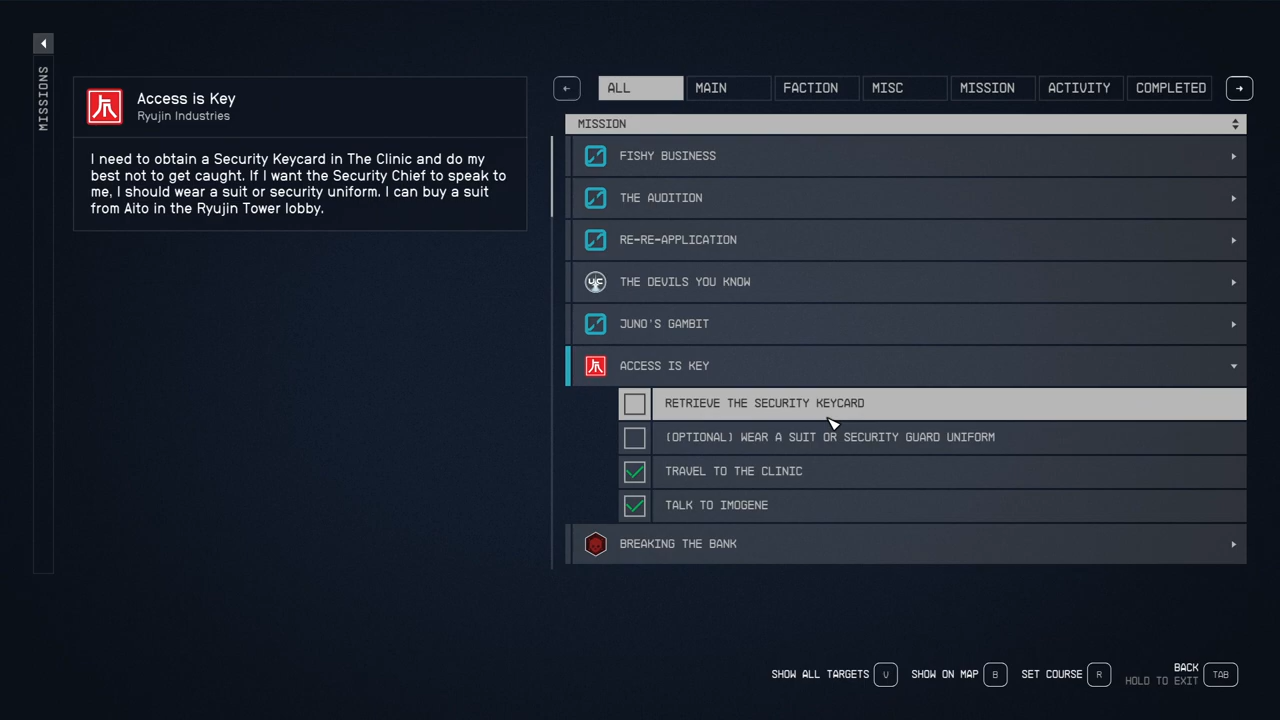 MISSIONS
Access is Key
Ryujin Industries
I need to obtain a Security Keycard in The Clinic and do my
best not to get caught. If I want the Security Chief to speak to
me, I should wear a suit or security uniform. I can buy a suit
from Aito in the Ryujin Tower lobby.
ALL
MAIN
FACTION
MISC
MISSION
ACTIVITY
COMPLETED
MISSION
FISHY BUSINESS
THE AUDITION
RE-RE-APPLICATION
THE DEVILS YOU KNOW
JUNO'S GAMBIT
ACCESS IS KEY
RETRIEVE THE SECURITY KEYCARD
(OPTIONAL) WEAR A SUIT OR SECURITY GUARD UNIFORM
TRAVEL TO THE CLINIC
TALK TO IMOGENE
BREAKING THE BANK
SHOW ALL TARGETS V
SHOW ON MAP B
SET COURSE R
BACK
HOLD TO EXIT
TAB